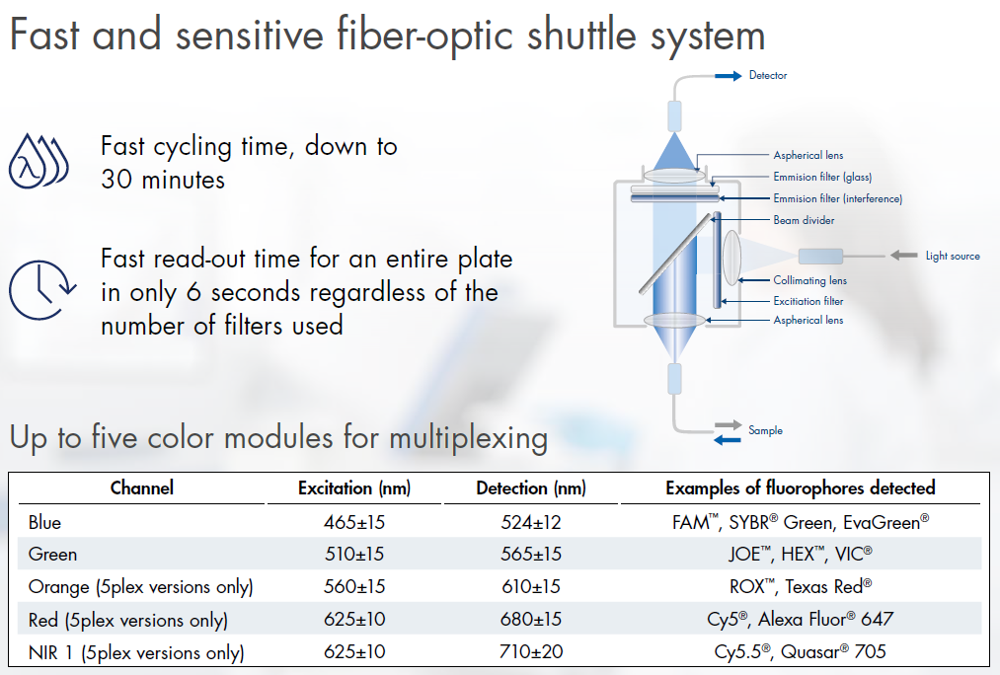 Fast and sensitive fiber-optic shuttle system
Fast cycling time, down to
30 minutes
Fast read-out time for an entire plate
in only 6 seconds regardless of the
number of filters used
λ
Detector
Aspherical lens
Emmision filter (glass)
Emmision filter (interference)
Beam divider
Light source
Collimating lens
Excitiation filter
Aspherical lens
Sample
Up to five color modules for multiplexing
Channel Excitation (nm) Detection (nm) Examples of fluorophores detected
Blue 465±15 524±12 FAM™, SYBR® Green, EvaGreen®
Green 510±15 565±15 JOE™, HEX™, VIC®
Orange (5plex versions only) 560±15 610±15 ROX™, Texas Red®
Red (5plex versions only) 625±10 680±15 Cy5®, Alexa Fluor® 647
NIR 1 (5plex versions only) 625±10 710±20 Cy5.5®, Quasar® 705